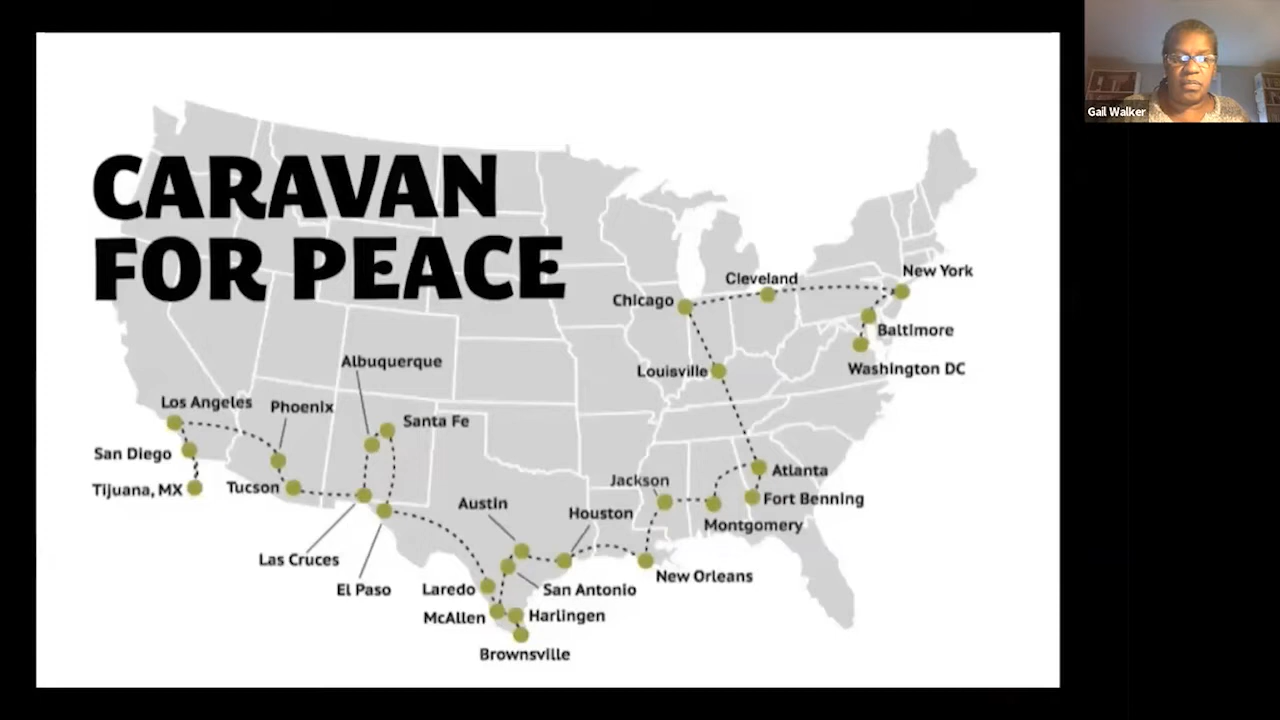 CARAVAN
FOR PEACE
Gail Walker
New York
Cleveland
Chicago
Baltimore
Washington DC
Louisville
Albuquerque
Los Angeles
Phoenix
Santa Fe
San Diego
Tijuana, MX
Tucson
Atlanta
Jackson
Fort Benning
Austin
Houston
Montgomery
Las Cruces
El Paso
New Orleans
Laredo
San Antonio
McAllen
Harlingen
Brownsville